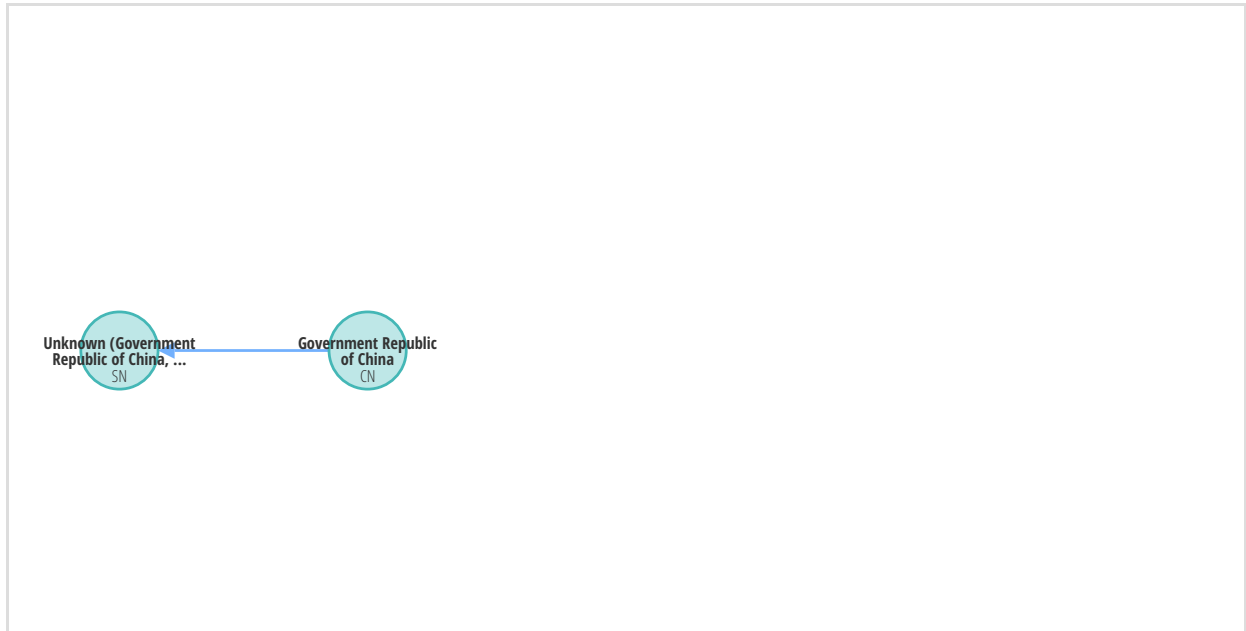 Unknown (Government
Republic of China, ...
SN
Government Republic
of China
CN